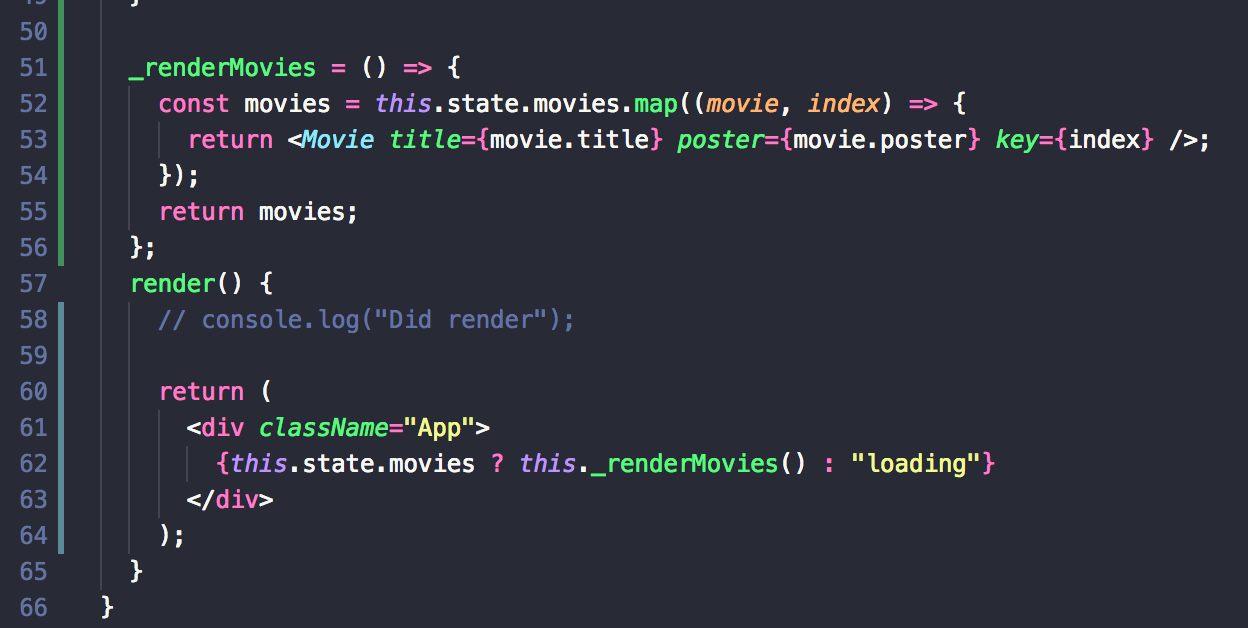 49   }
50
51   _renderMovies = () => {
52     const movies = this.state.movies.map((movie, index) => {
53       return <Movie title={movie.title} poster={movie.poster} key={index} />;
54     });
55     return movies;
56   };
57   render() {
58     // console.log("Did render");
59
60     return (
61       <div className="App">
62         {this.state.movies ? this._renderMovies() : "loading"}
63       </div>
64     );
65   }
66 }